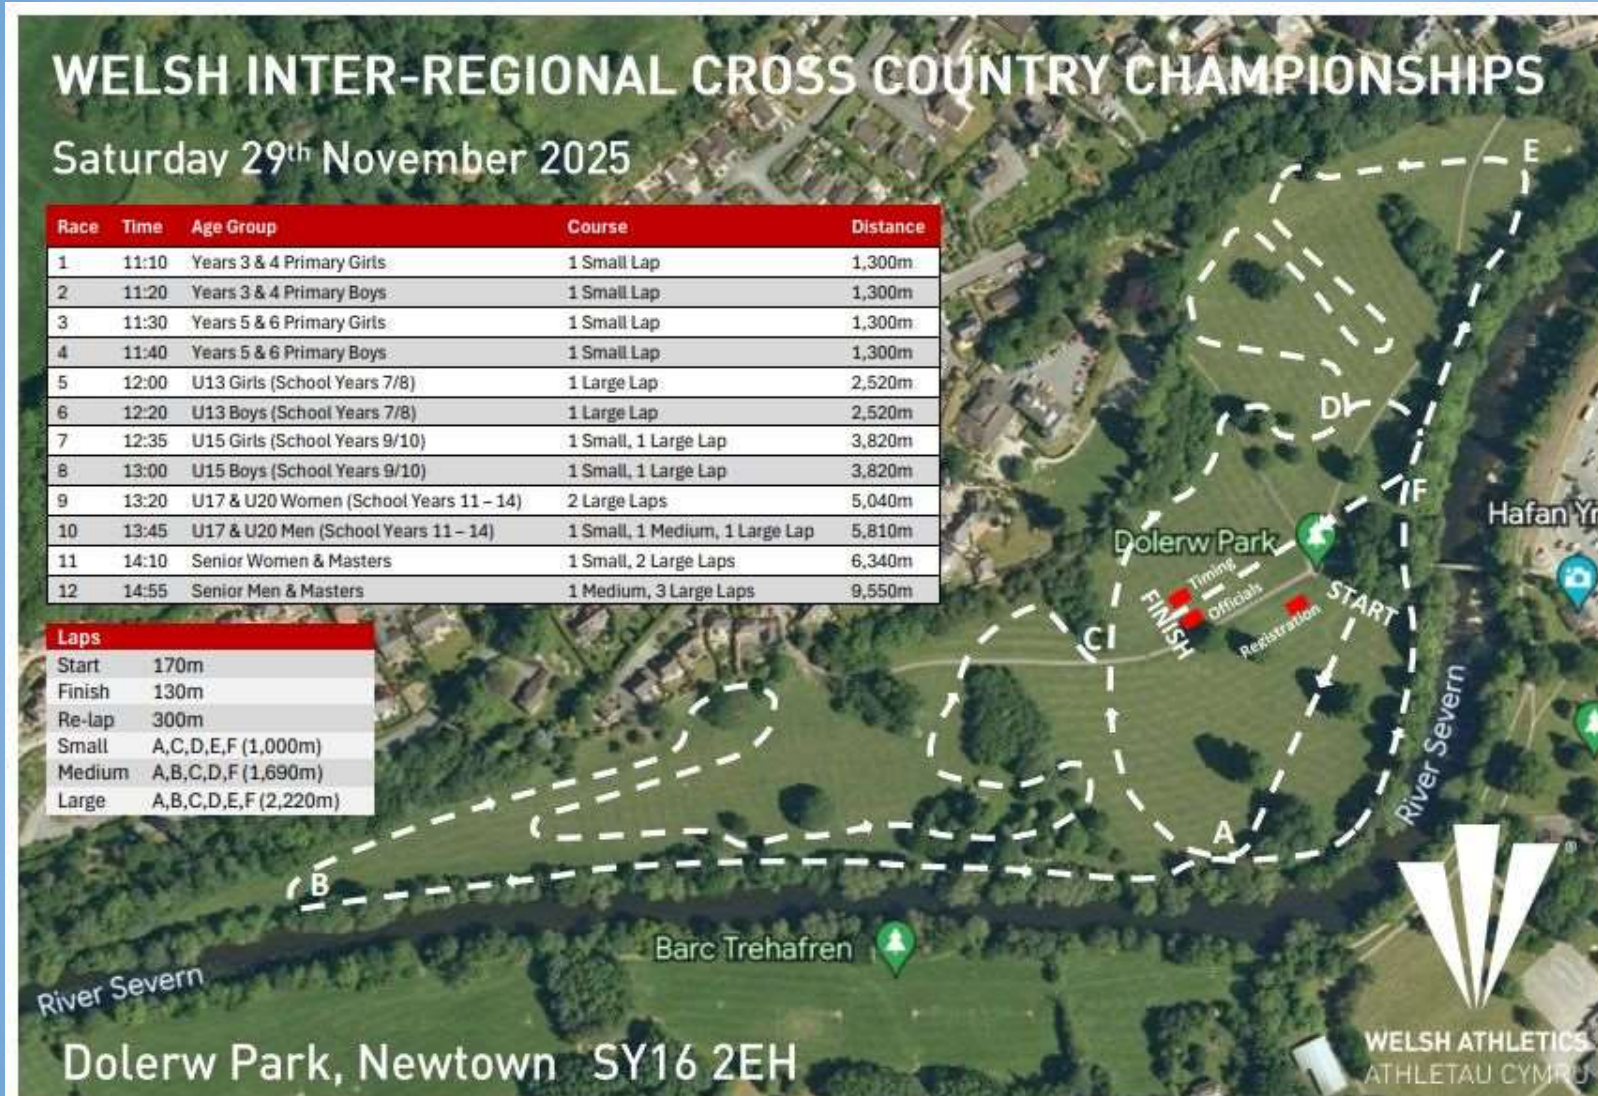 WELSH INTER-REGIONAL CROSS COUNTRY CHAMPIONSHIPS
Saturday 29th November 2025
Race Time Age Group Course Distance
1 11:10 Years 3 & 4 Primary Girls 1 Small Lap 1,300m
2 11:20 Years 3 & 4 Primary Boys 1 Small Lap 1,300m
3 11:30 Years 5 & 6 Primary Girls 1 Small Lap 1,300m
4 11:40 Years 5 & 6 Primary Boys 1 Small Lap 1,300m
5 12:00 U13 Girls (School Years 7/8) 1 Large Lap 2,520m
6 12:20 U13 Boys (School Years 7/8) 1 Large Lap 2,520m
7 12:35 U15 Girls (School Years 9/10) 1 Small, 1 Large Lap 3,820m
8 13:00 U15 Boys (School Years 9/10) 1 Small, 1 Large Lap 3,820m
9 13:20 U17 & U20 Women (School Years 11 – 14) 2 Large Laps 5,040m
10 13:45 U17 & U20 Men (School Years 11 – 14) 1 Small, 1 Medium, 1 Large Lap 5,810m
11 14:10 Senior Women & Masters 1 Small, 2 Large Laps 6,340m
12 14:55 Senior Men & Masters 1 Medium, 3 Large Laps 9,550m
Laps
Start 170m
Finish 130m
Re-lap 300m
Small A,C,D,E,F (1,000m)
Medium A,B,C,D,F (1,690m)
Large A,B,C,D,E,F (2,220m)
E
D
F
Hafan Yr
Dolerw Park
Timing
Officials
FINISH
START
Registration
C
River Severn
A
B
Barc Trehafren
River Severn
®
WELSH ATHLETICS
ATHLETAU CYMRU
Dolerw Park, Newtown SY16 2EH